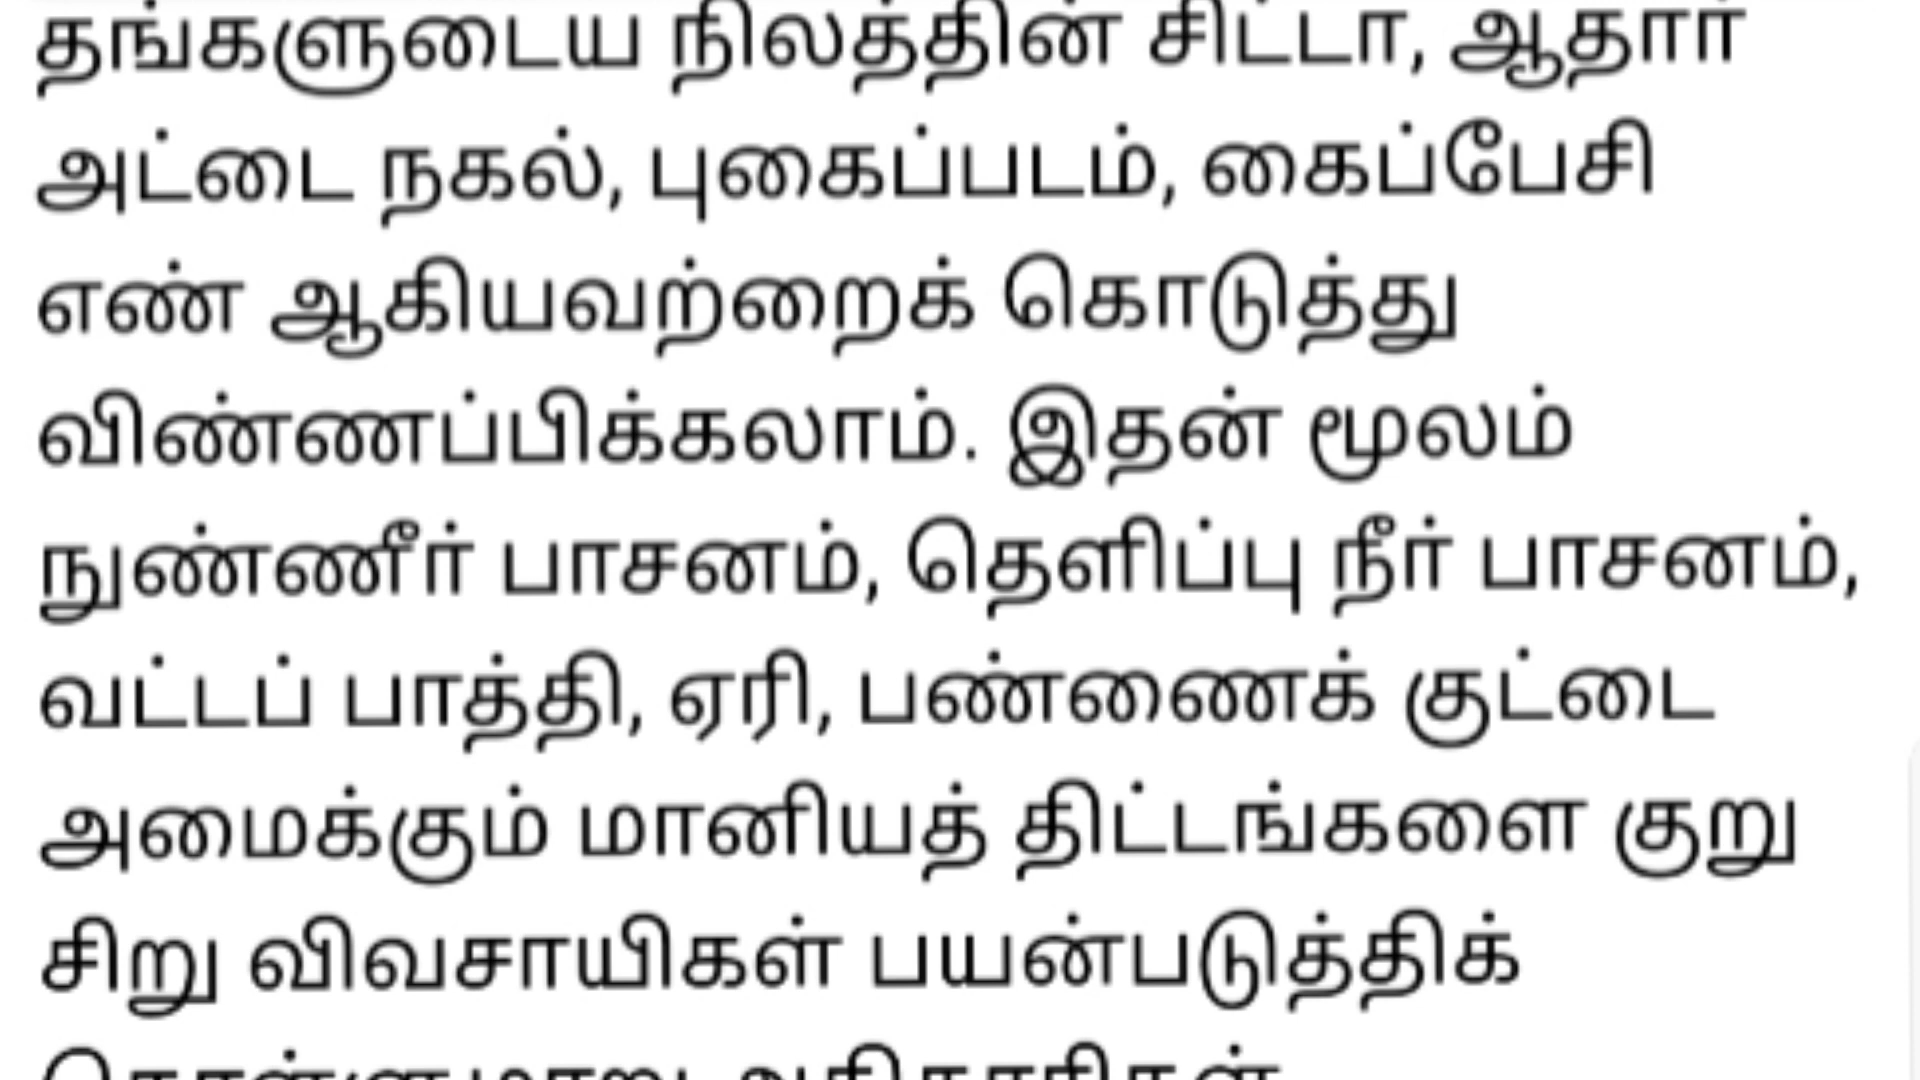 தங்களுடைய நிலத்தின் சிட்டா, ஆதார்
அட்டை நகல், புகைப்படம், கைப்பேசி
எண் ஆகியவற்றைக் கொடுத்து
விண்ணப்பிக்கலாம். இதன் மூலம்
நுண்ணீர் பாசனம், தெளிப்பு நீர் பாசனம்,
வட்டப் பாத்தி, ஏரி, பண்ணைக் குட்டை
அமைக்கும் மானியத் திட்டங்களை குறு
சிறு விவசாயிகள் பயன்படுத்திக்